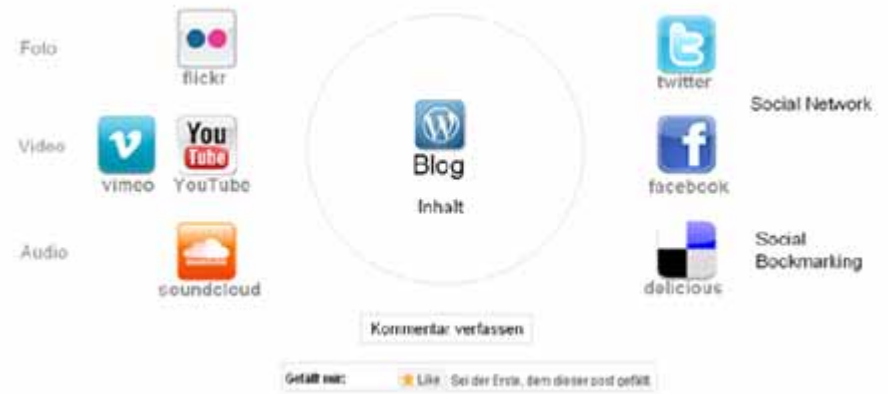 Foto
flickr
Video
vimeo
You
Tube
YouTube
Audio
soundcloud
Blog
Inhalt
twitter
Social Network
facebook
Social
Bockmarking
delicious
Kommentar verfassen
Gefällt mir:
Like
Sei der Erste, dem dieser post gefällt